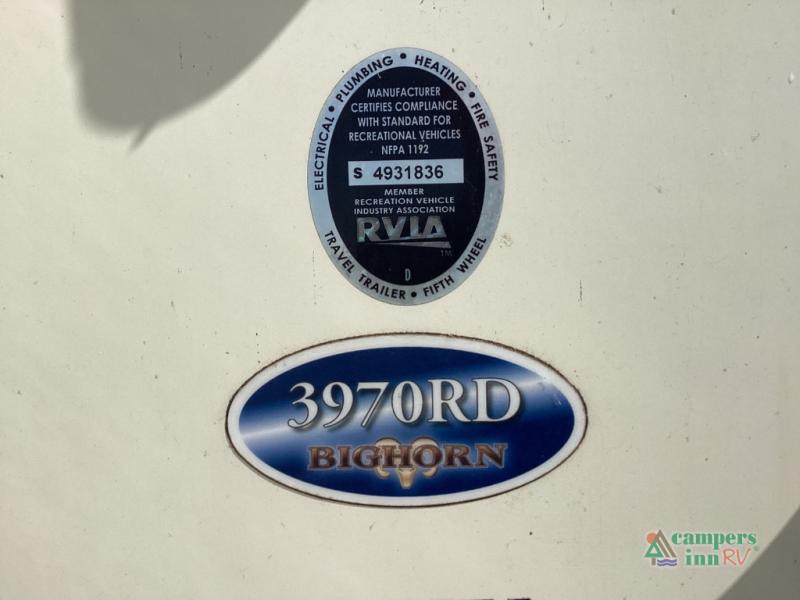 ELECTRICAL • PLUMBING • HEATING • FIRE SAFETY
MANUFACTURER
CERTIFIES COMPLIANCE
WITH STANDARD FOR
RECREATIONAL VEHICLES
NFPA 1192
S 4931836
MEMBER
RECREATION VEHICLE
INDUSTRY ASSOCIATION
RVIA
TM
D
TRAVEL TRAILER • FIFTH WHEEL
3970RD
BIGHORN
campers
inn RV